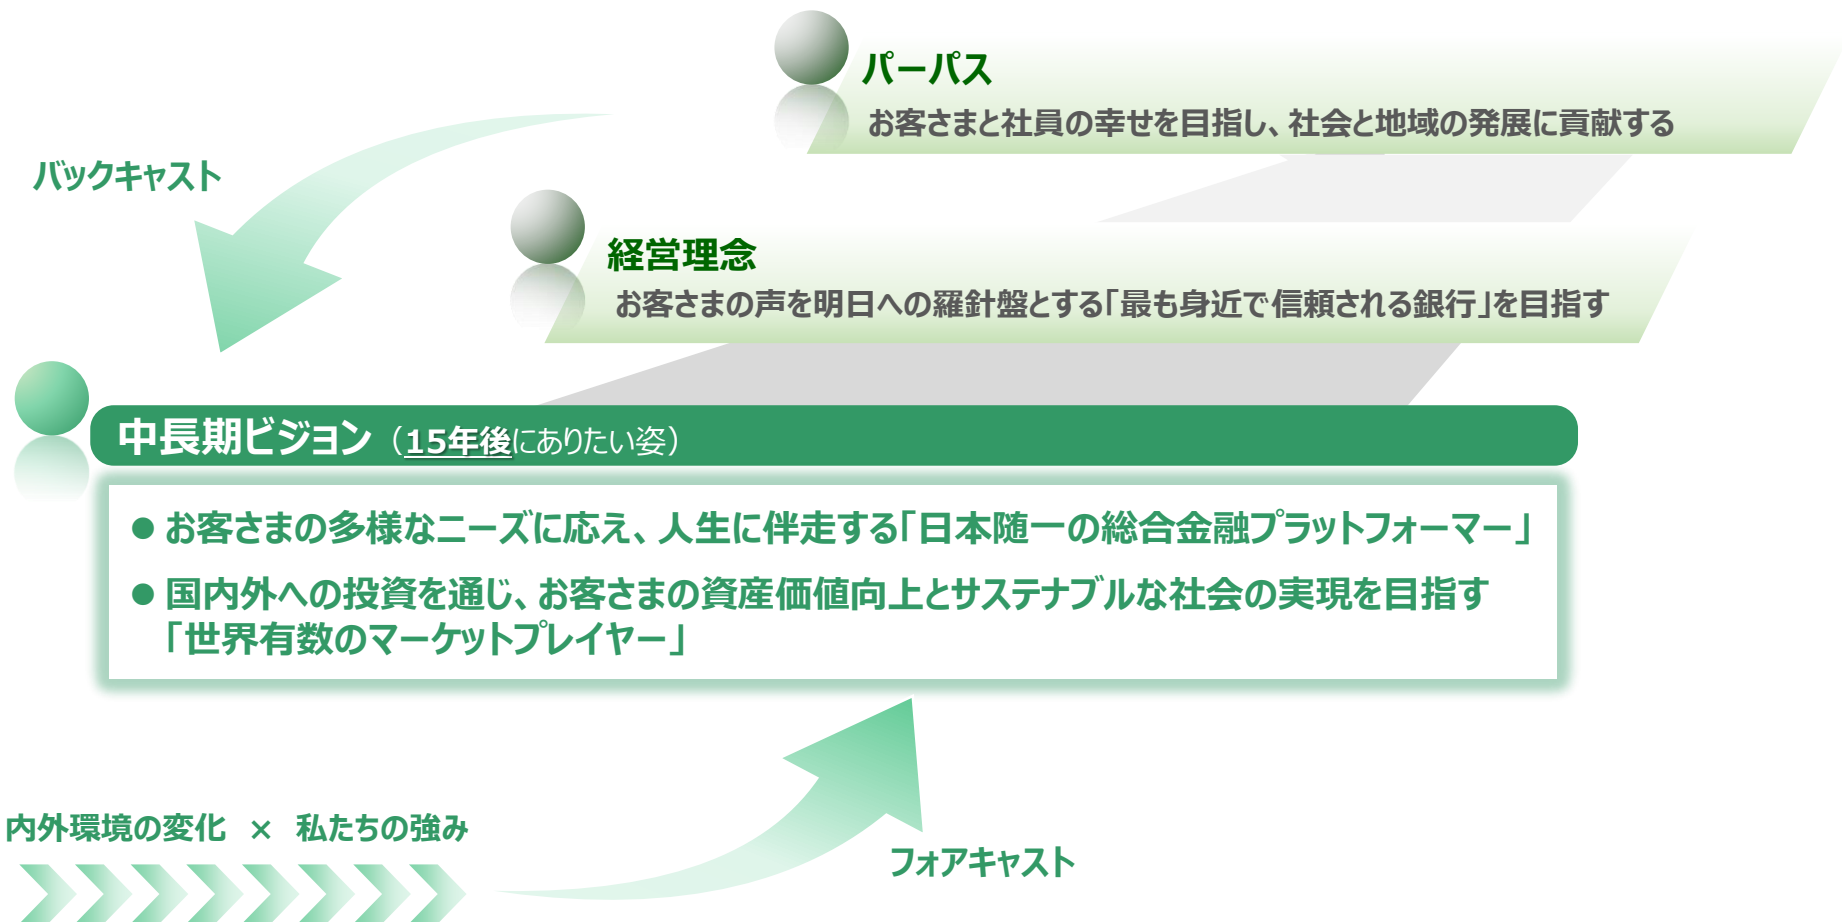 パーパス
お客さまと社員の幸せを目指し、社会と地域の発展に貢献する
バックキャスト
経営理念
お客さまの声を明日への羅針盤とする「最も身近で信頼される銀行」を目指す
中長期ビジョン（15年後にありたい姿）
● お客さまの多様なニーズに応え、人生に伴走する「日本随一の総合金融プラットフォーマー」
● 国内外への投資を通じ、お客さまの資産価値向上とサステナブルな社会の実現を目指す
「世界有数のマーケットプレイヤー」
内外環境の変化 × 私たちの強み
フォアキャスト